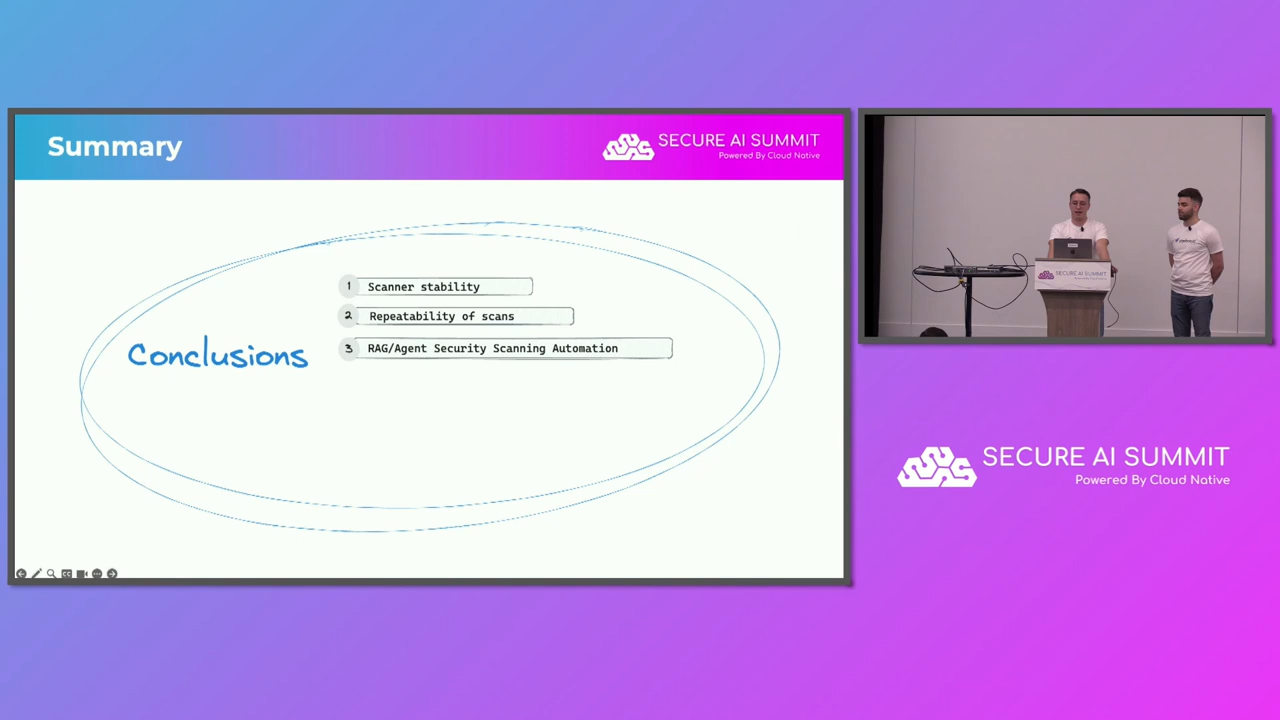 Summary
SECURE AI SUMMIT
Powered By Cloud Native
Conclusions
1 Scanner stability
2 Repeatability of scans
3 RAG/Agent Security Scanning Automation
SECURE AI SUMMIT
SECURE AI SUMMIT
Powered By Cloud Native